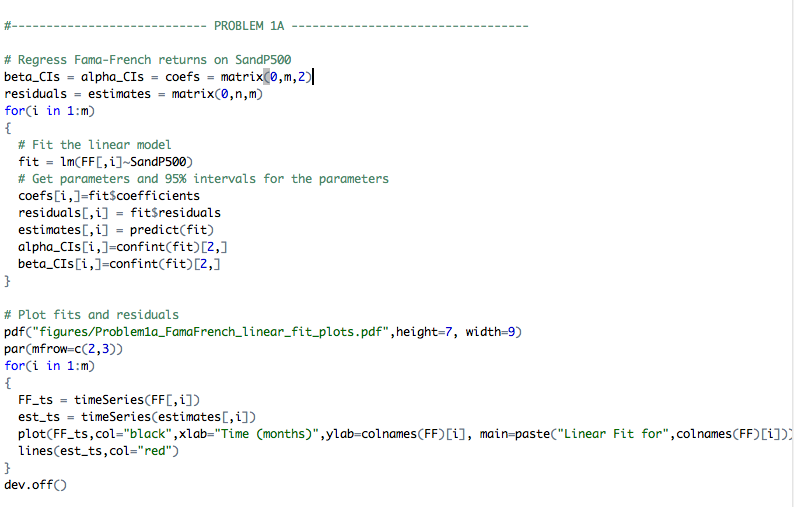 #---------------------------- PROBLEM 1A ----------------------------------
# Regress Fama-French returns on SandP500
beta_CIs = alpha_CIs = coefs = matrix(0,m,2)
residuals = estimates = matrix(0,n,m)
for(i in 1:m)
{
  # Fit the linear model
  fit = lm(FF[,i]~SandP500)
  # Get parameters and 95% intervals for the parameters
  coefs[i,]=fit$coefficients
  residuals[,i] = fit$residuals
  estimates[,i] = predict(fit)
  alpha_CIs[i,]=confint(fit)[2,]
  beta_CIs[i,]=confint(fit)[2,]
}
# Plot fits and residuals
pdf("figures/Problem1a_FamaFrench_linear_fit_plots.pdf",height=7, width=9)
par(mfrow=c(2,3))
for(i in 1:m)
{
  FF_ts = timeSeries(FF[,i])
  est_ts = timeSeries(estimates[,i])
  plot(FF_ts,col="black",xlab="Time (months)",ylab=colnames(FF)[i], main=paste("Linear Fit for",colnames(FF)[i]))
  lines(est_ts,col="red")
}
dev.off()